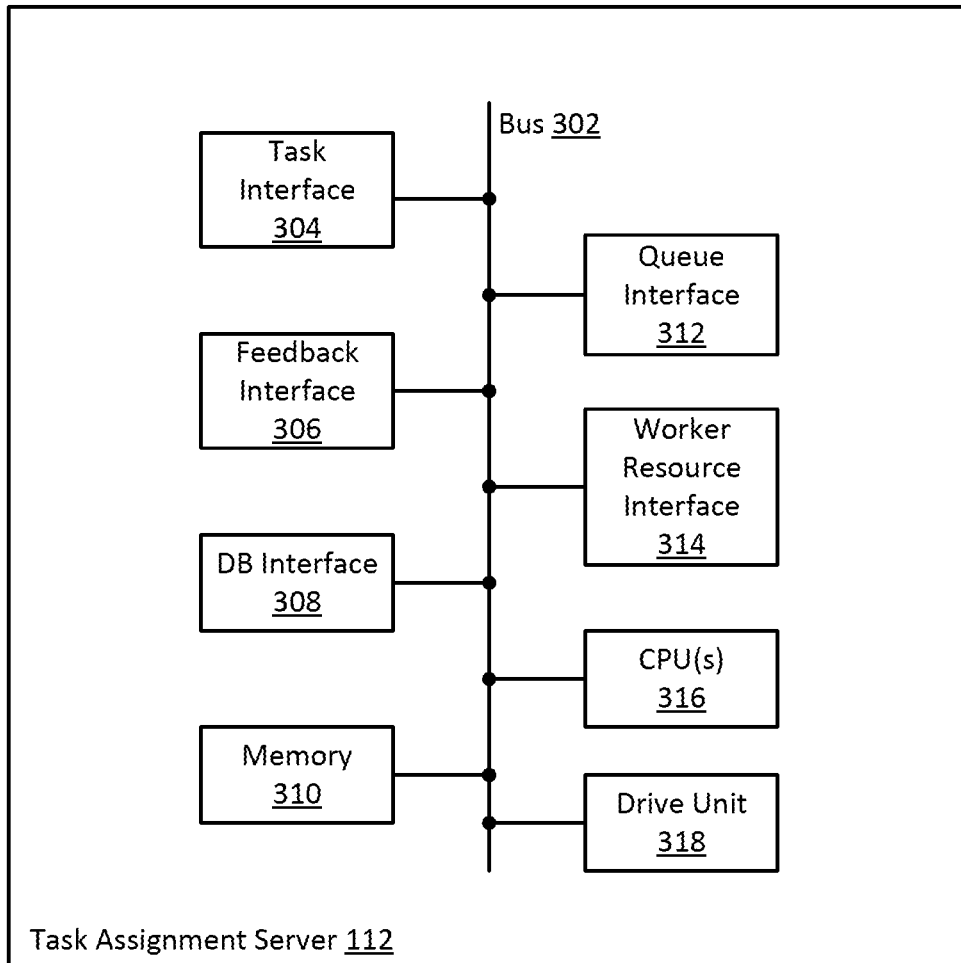 Bus 302
Task
Interface
304
Queue
Interface
312
Feedback
Interface
306
Worker
Resource
Interface
314
DB Interface
308
CPU(s)
316
Memory
310
Drive Unit
318
Task Assignment Server 112